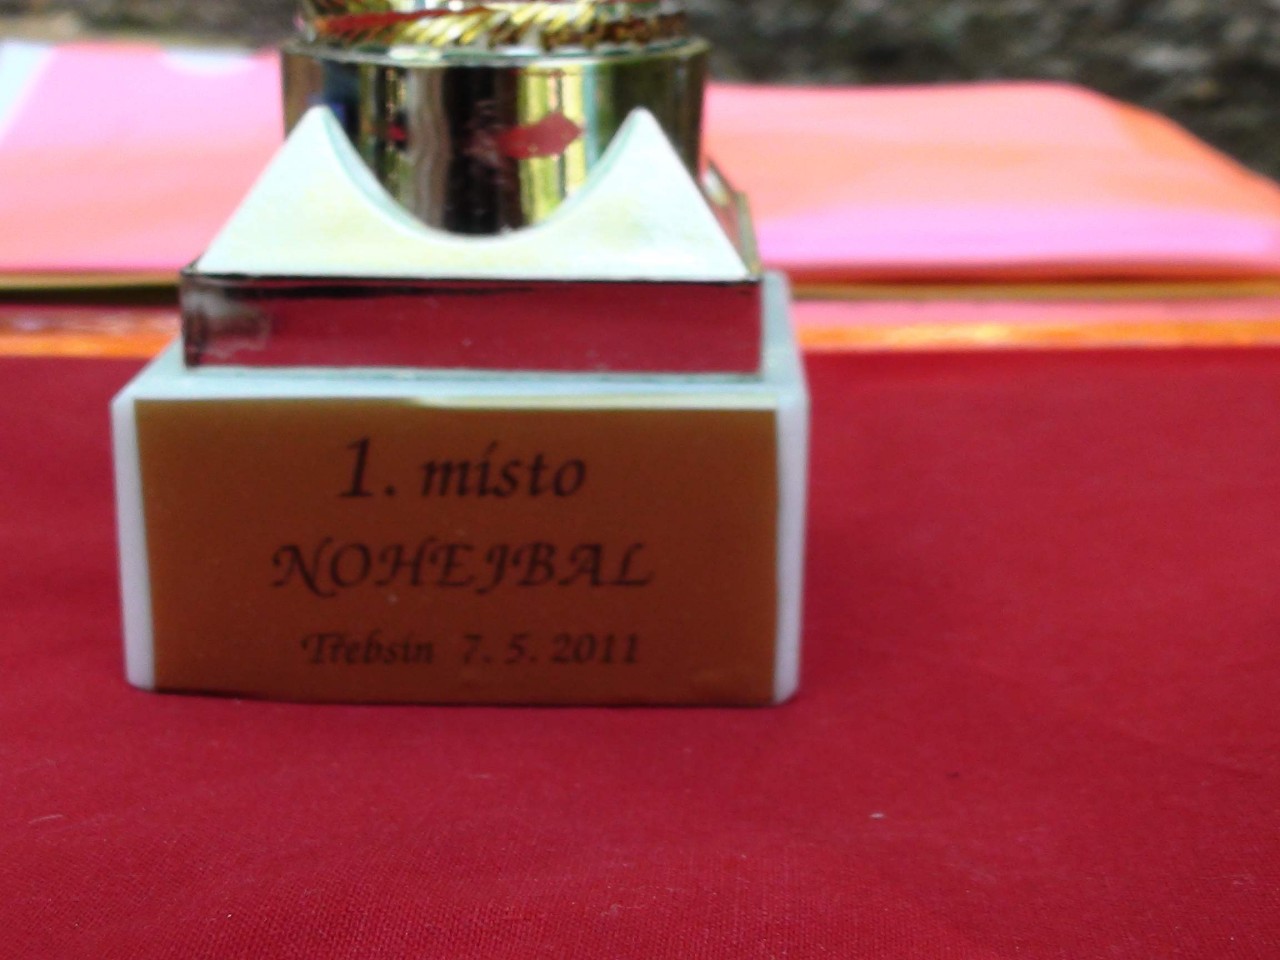 1. místo
NOHEJBAL
Třebsín 7. 5. 2011